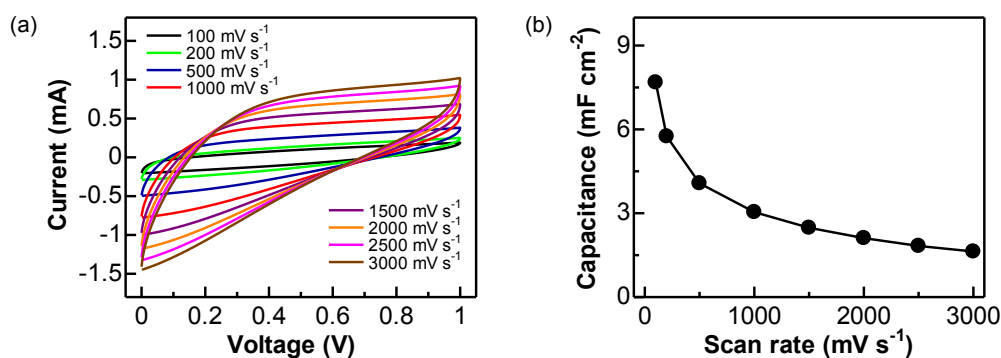 (a)
1.5
1
0.5
0
-0.5
-1
-1.5
Current (mA)
100 mV s⁻¹
200 mV s⁻¹
500 mV s⁻¹
1000 mV s⁻¹
1500 mV s⁻¹
2000 mV s⁻¹
2500 mV s⁻¹
3000 mV s⁻¹
0 0.2 0.4 0.6 0.8 1
Voltage (V)
(b)
9
6
3
0
Capacitance (mF cm⁻²)
0 1000 2000 3000
Scan rate (mV s⁻¹)